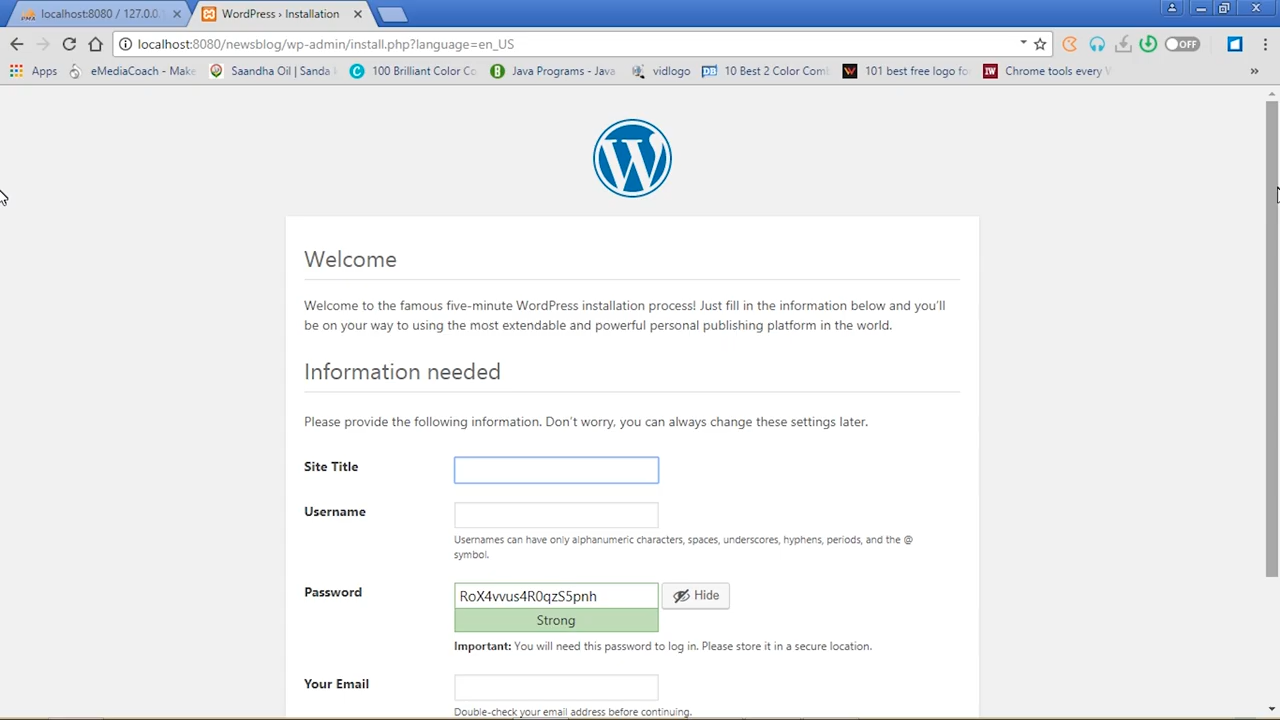 localhost:8080 / 127.0.0.
WordPress › Installation
localhost:8080/newsblog/wp-admin/install.php?language=en_US
OFF
Apps
eMediaCoach - Make
Saandha Oil | Sanda
100 Brilliant Color Co
Java Programs - Java
vidlogo
10 Best 2 Color Com
101 best free logo fo
Chrome tools every W
Welcome
Welcome to the famous five-minute WordPress installation process! Just fill in the information below and you'll
be on your way to using the most extendable and powerful personal publishing platform in the world.
Information needed
Please provide the following information. Don't worry, you can always change these settings later.
Site Title
Username
Usernames can have only alphanumeric characters, spaces, underscores, hyphens, periods, and the @
symbol.
Password
RoX4vvus4R0qzS5pnh
Hide
Strong
Important: You will need this password to log in. Please store it in a secure location.
Your Email
Double-check your email address before continuing.